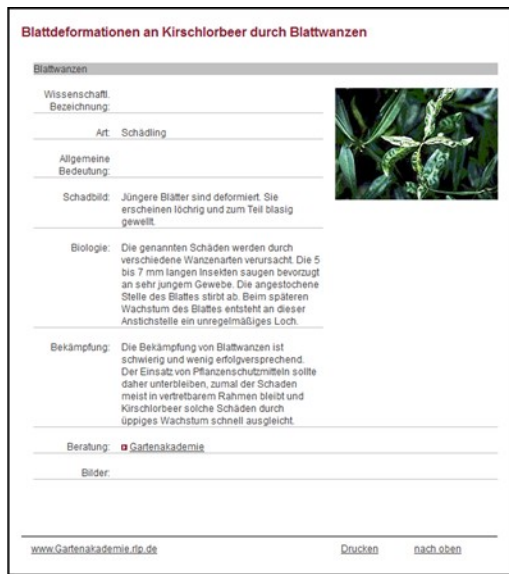 Blattdeformationen an Kirschlorbeer durch Blattwanzen
Blattwanzen
Wissenschaftl.
Bezeichnung:
Art: Schädling
Allgemeine
Bedeutung:
Schadbild: Jüngere Blätter sind deformiert. Sie
erscheinen löchrig und zum Teil blasig
gewellt.
Biologie: Die genannten Schäden werden durch
verschiedene Wanzenarten verursacht. Die 5
bis 7 mm langen Insekten saugen bevorzugt
an sehr jungem Gewebe. Die angestochene
Stelle des Blattes stirbt ab. Beim späteren
Wachstum des Blattes entsteht an dieser
Anstichstelle ein unregelmäßiges Loch.
Bekämpfung: Die Bekämpfung von Blattwanzen ist
schwierig und wenig erfolgversprechend.
Der Einsatz von Pflanzenschutzmitteln sollte
daher unterbleiben, zumal der Schaden
meist in vertretbarem Rahmen bleibt und
Kirschlorbeer solche Schäden durch
üppiges Wachstum schnell ausgleicht.
Beratung: Gartenakademie
Bilder:
www.Gartenakademie.rlp.de Drucken nach oben